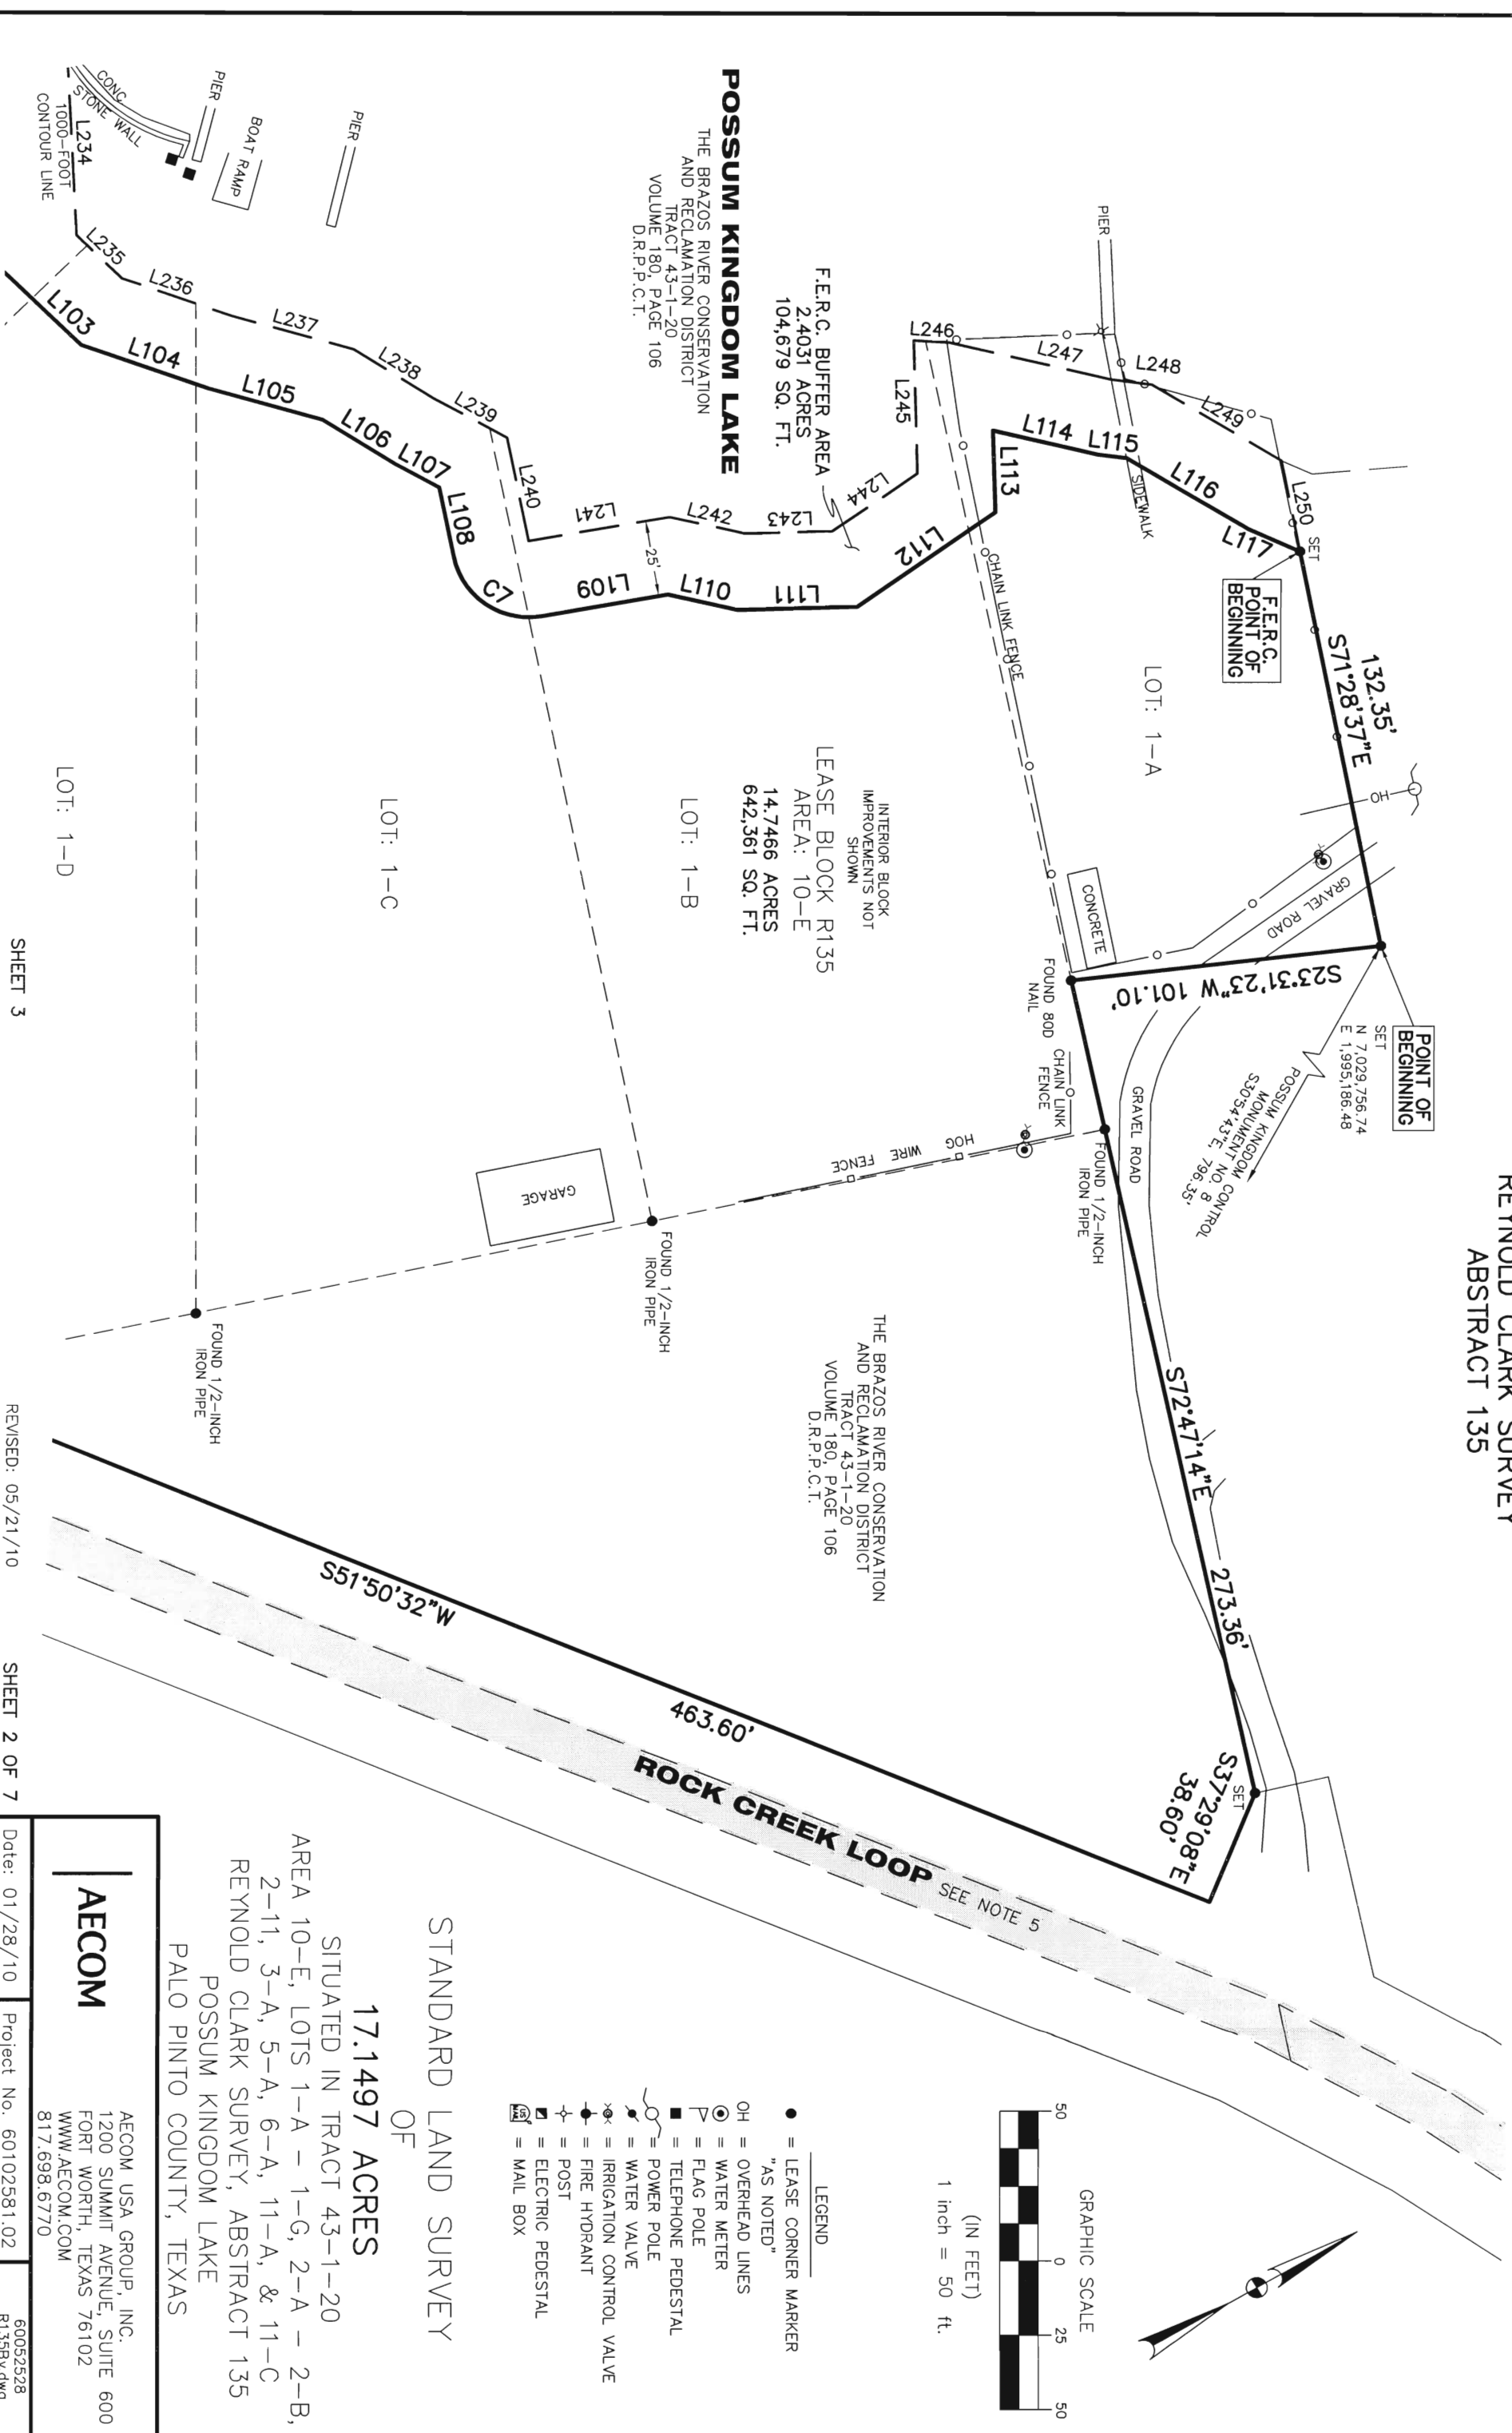 REYNOLD CLARK SURVEY
ABSTRACT 135
POINT OF
BEGINNING
SET
N 7,029,756.74
E 1,995,186.48
POSSUM KINGDOM CONTROL
MONUMENT NO. 8
S30°54'43"E, 796.35'
132.35'
S71°28'37"E
OH
GRAVEL ROAD
S23°31'23"W 101.10'
F.E.R.C.
POINT OF
BEGINNING
SET
L250
L249
L248
L247
L246
L245
L244
L243
L242
L241
L240
L239
L238
L237
L236
L235
L234
1000-FOOT
CONTOUR LINE
L117
L116
L115
L114
L113
L112
L111
L110
L109
C7
L108
L107
L106
L105
L104
L103
25'
PIER
SIDEWALK
CHAIN LINK FENCE
LOT: 1-A
CONCRETE
FOUND 80D
NAIL
CHAIN LINK
FENCE
GRAVEL ROAD
FOUND 1/2-INCH
IRON PIPE
S72°47'14"E
273.36'
SET
S37°29'08"E
38.60'
F.E.R.C. BUFFER AREA
2.4031 ACRES
104,679 SQ. FT.
POSSUM KINGDOM LAKE
THE BRAZOS RIVER CONSERVATION
AND RECLAMATION DISTRICT
TRACT 43-1-20
VOLUME 180, PAGE 106
D.R.P.P.C.T.
PIER
BOAT RAMP
PIER
CONC.
STONE WALL
INTERIOR BLOCK
IMPROVEMENTS NOT
SHOWN
LEASE BLOCK R135
AREA: 10-E
14.7466 ACRES
642,361 SQ. FT.
LOT: 1-B
LOT: 1-C
LOT: 1-D
HOG WIRE FENCE
GARAGE
FOUND 1/2-INCH
IRON PIPE
FOUND 1/2-INCH
IRON PIPE
THE BRAZOS RIVER CONSERVATION
AND RECLAMATION DISTRICT
TRACT 43-1-20
VOLUME 180, PAGE 106
D.R.P.P.C.T.
S51°50'32"W
463.60'
ROCK CREEK LOOP SEE NOTE 5
GRAPHIC SCALE
50 0 25 50
(IN FEET)
1 inch = 50 ft.
LEGEND
= LEASE CORNER MARKER
"AS NOTED"
OH = OVERHEAD LINES
= WATER METER
= FLAG POLE
= TELEPHONE PEDESTAL
= POWER POLE
= WATER VALVE
= IRRIGATION CONTROL VALVE
= FIRE HYDRANT
= POST
= ELECTRIC PEDESTAL
US MAIL = MAIL BOX
STANDARD LAND SURVEY
OF
17.1497 ACRES
SITUATED IN TRACT 43-1-20
AREA 10-E, LOTS 1-A - 1-G, 2-A - 2-B,
2-11, 3-A, 5-A, 6-A, 11-A, & 11-C
REYNOLD CLARK SURVEY, ABSTRACT 135
POSSUM KINGDOM LAKE
PALO PINTO COUNTY, TEXAS
AECOM
AECOM USA GROUP, INC.
1200 SUMMIT AVENUE, SUITE 600
FORT WORTH, TEXAS 76102
WWW.AECOM.COM
817.698.6770
SHEET 3
REVISED: 05/21/10
SHEET 2 OF 7
Date: 01/28/10
Project No. 60102581.02
60052528
R135Bv.dwg